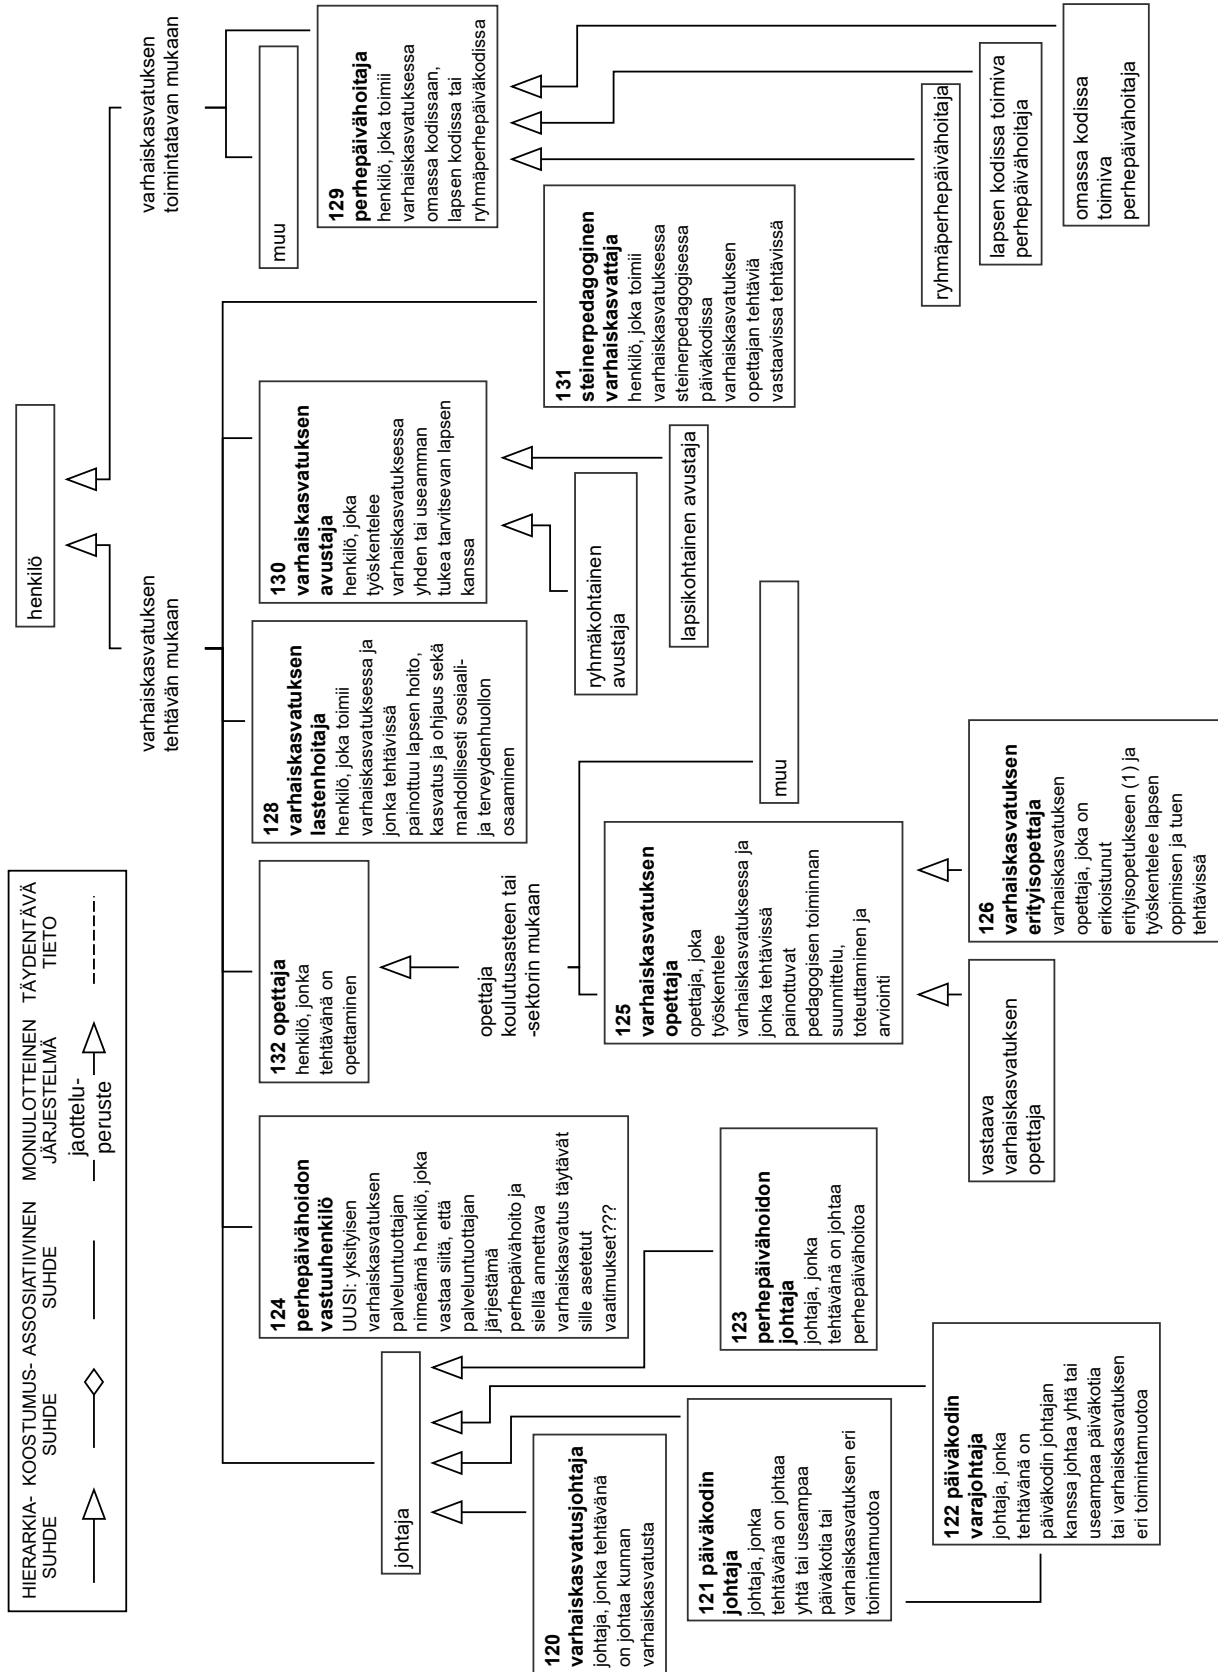 HIERARKIA-
SUHDE
KOOSTUMUS-
SUHDE
ASSOSIATIIVINEN
SUHDE
MONIULOTTEINEN
JÄRJESTELMÄ
jaottelu-
peruste
TÄYDENTÄVÄ
TIETO
henkilö
varhaiskasvatuksen
tehtävän mukaan
varhaiskasvatuksen
toimintatavan mukaan
johtaja
120
varhaiskasvatusjohtaja
johtaja, jonka tehtävänä
on johtaa kunnan
varhaiskasvatusta
121 päiväkodin
johtaja
johtaja, jonka
tehtävänä on johtaa
yhtä tai useampaa
päiväkotia tai
varhaiskasvatuksen eri
toimintamuotoa
122 päiväkodin
varajohtaja
johtaja, jonka
tehtävänä on
päiväkodin johtajan
kanssa johtaa yhtä tai
useampaa päiväkotia
tai varhaiskasvatuksen
eri toimintamuotoa
123
perhepäivähoidon
johtaja
johtaja, jonka
tehtävänä on johtaa
perhepäivähoitoa
124
perhepäivähoidon
vastuuhenkilö
UUSI: yksityisen
varhaiskasvatuksen
palveluntuottajan
nimeämä henkilö, joka
vastaa siitä, että
palveluntuottajan
järjestämä
perhepäivähoito ja
siellä annettava
varhaiskasvatus täytävät
sille asetetut
vaatimukset???
132 opettaja
henkilö, jonka
tehtävänä on
opettaminen
opettaja
koulutusasteen tai
-sektorin mukaan
125
varhaiskasvatuksen
opettaja
opettaja, joka
työskentelee
varhaiskasvatuksessa ja
jonka tehtävissä
painottuvat
pedagogisen toiminnan
suunnittelu,
toteuttaminen ja
arviointi
muu
vastaava
varhaiskasvatuksen
opettaja
126
varhaiskasvatuksen
erityisopettaja
varhaiskasvatuksen
opettaja, joka on
erikoistunut
erityisopetukseen (1) ja
työskentelee lapsen
oppimisen ja tuen
tehtävissä
128
varhaiskasvatuksen
lastenhoitaja
henkilö, joka toimii
varhaiskasvatuksessa ja
jonka tehtävissä
painottuu lapsen hoito,
kasvatus ja ohjaus sekä
mahdollisesti sosiaali-
ja terveydenhuollon
osaaminen
130
varhaiskasvatuksen
avustaja
henkilö, joka
työskentelee
varhaiskasvatuksessa
yhden tai useamman
tukea tarvitsevan lapsen
kanssa
ryhmäkohtainen
avustaja
lapsikohtainen avustaja
131
steinerpedagoginen
varhaiskasvattaja
henkilö, joka toimii
varhaiskasvatuksessa
steinerpedagogisessa
päiväkodissa
varhaiskasvatuksen
opettajan tehtäviä
vastaavissa tehtävissä
muu
129
perhepäivähoitaja
henkilö, joka toimii
varhaiskasvatuksessa
omassa kodissaan,
lapsen kodissa tai
ryhmäperhepäiväkodissa
ryhmäperhepäivähoitaja
lapsen kodissa toimiva
perhepäivähoitaja
omassa kodissa
toimiva
perhepäivähoitaja